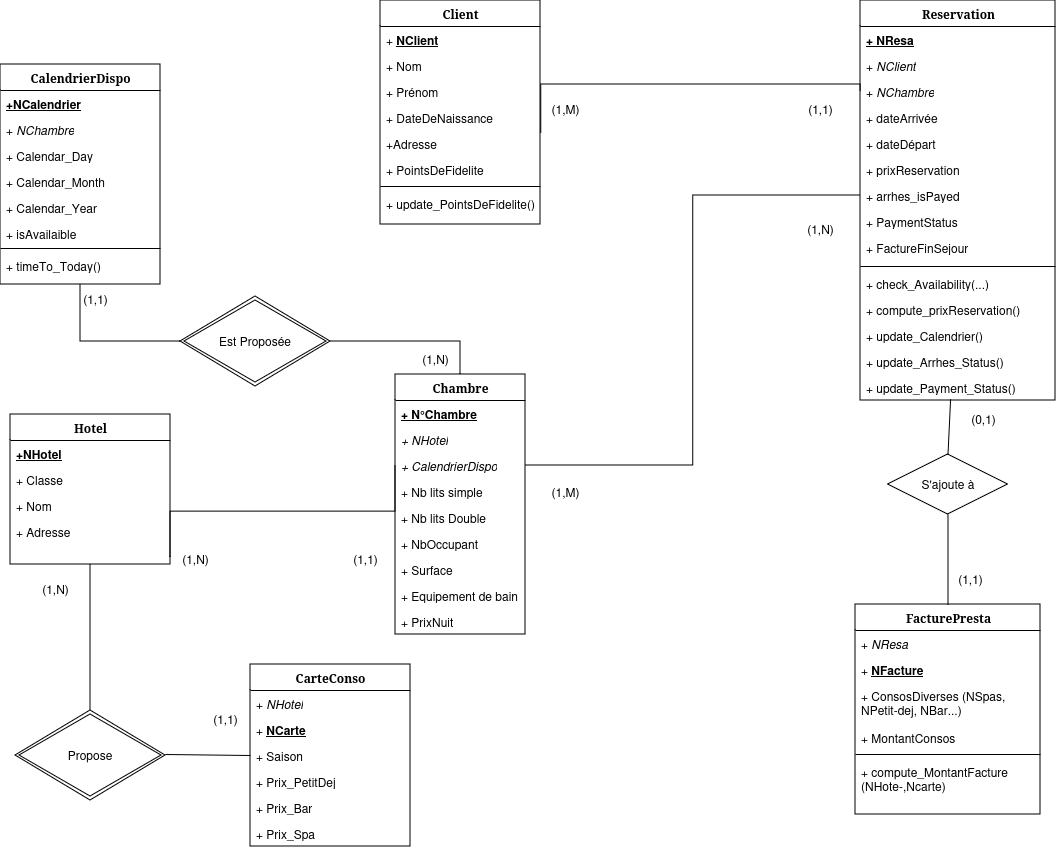 Client
+ NClient
+ Nom
+ Prénom
+ DateDeNaissance
+Adresse
+ PointsDeFidelite
+ update_PointsDeFidelite()
Reservation
+ NResa
+ NClient
+ NChambre
+ dateArrivée
+ dateDépart
+ prixReservation
+ arrhes_isPayed
+ PaymentStatus
+ FactureFinSejour
+ check_Availability(...)
+ compute_prixReservation()
+ update_Calendrier()
+ update_Arrhes_Status()
+ update_Payment_Status()
CalendrierDispo
+NCalendrier
+ NChambre
+ Calendar_Day
+ Calendar_Month
+ Calendar_Year
+ isAvailaible
+ timeTo_Today()
(1,M)
(1,1)
(1,N)
(1,1)
Est Proposée
(1,N)
Chambre
+ N°Chambre
+ NHotel
+ CalendrierDispo
+ Nb lits simple
+ Nb lits Double
+ NbOccupant
+ Surface
+ Equipement de bain
+ PrixNuit
(1,M)
Hotel
+NHotel
+ Classe
+ Nom
+ Adresse
(1,N)
(1,1)
(1,N)
(0,1)
S'ajoute à
(1,1)
FacturePresta
+ NResa
+ NFacture
+ ConsosDiverses (NSpas,
NPetit-dej, NBar...)
+ MontantConsos
+ compute_MontantFacture
(NHote-,Ncarte)
Propose
(1,1)
CarteConso
+ NHotel
+ NCarte
+ Saison
+ Prix_PetitDej
+ Prix_Bar
+ Prix_Spa